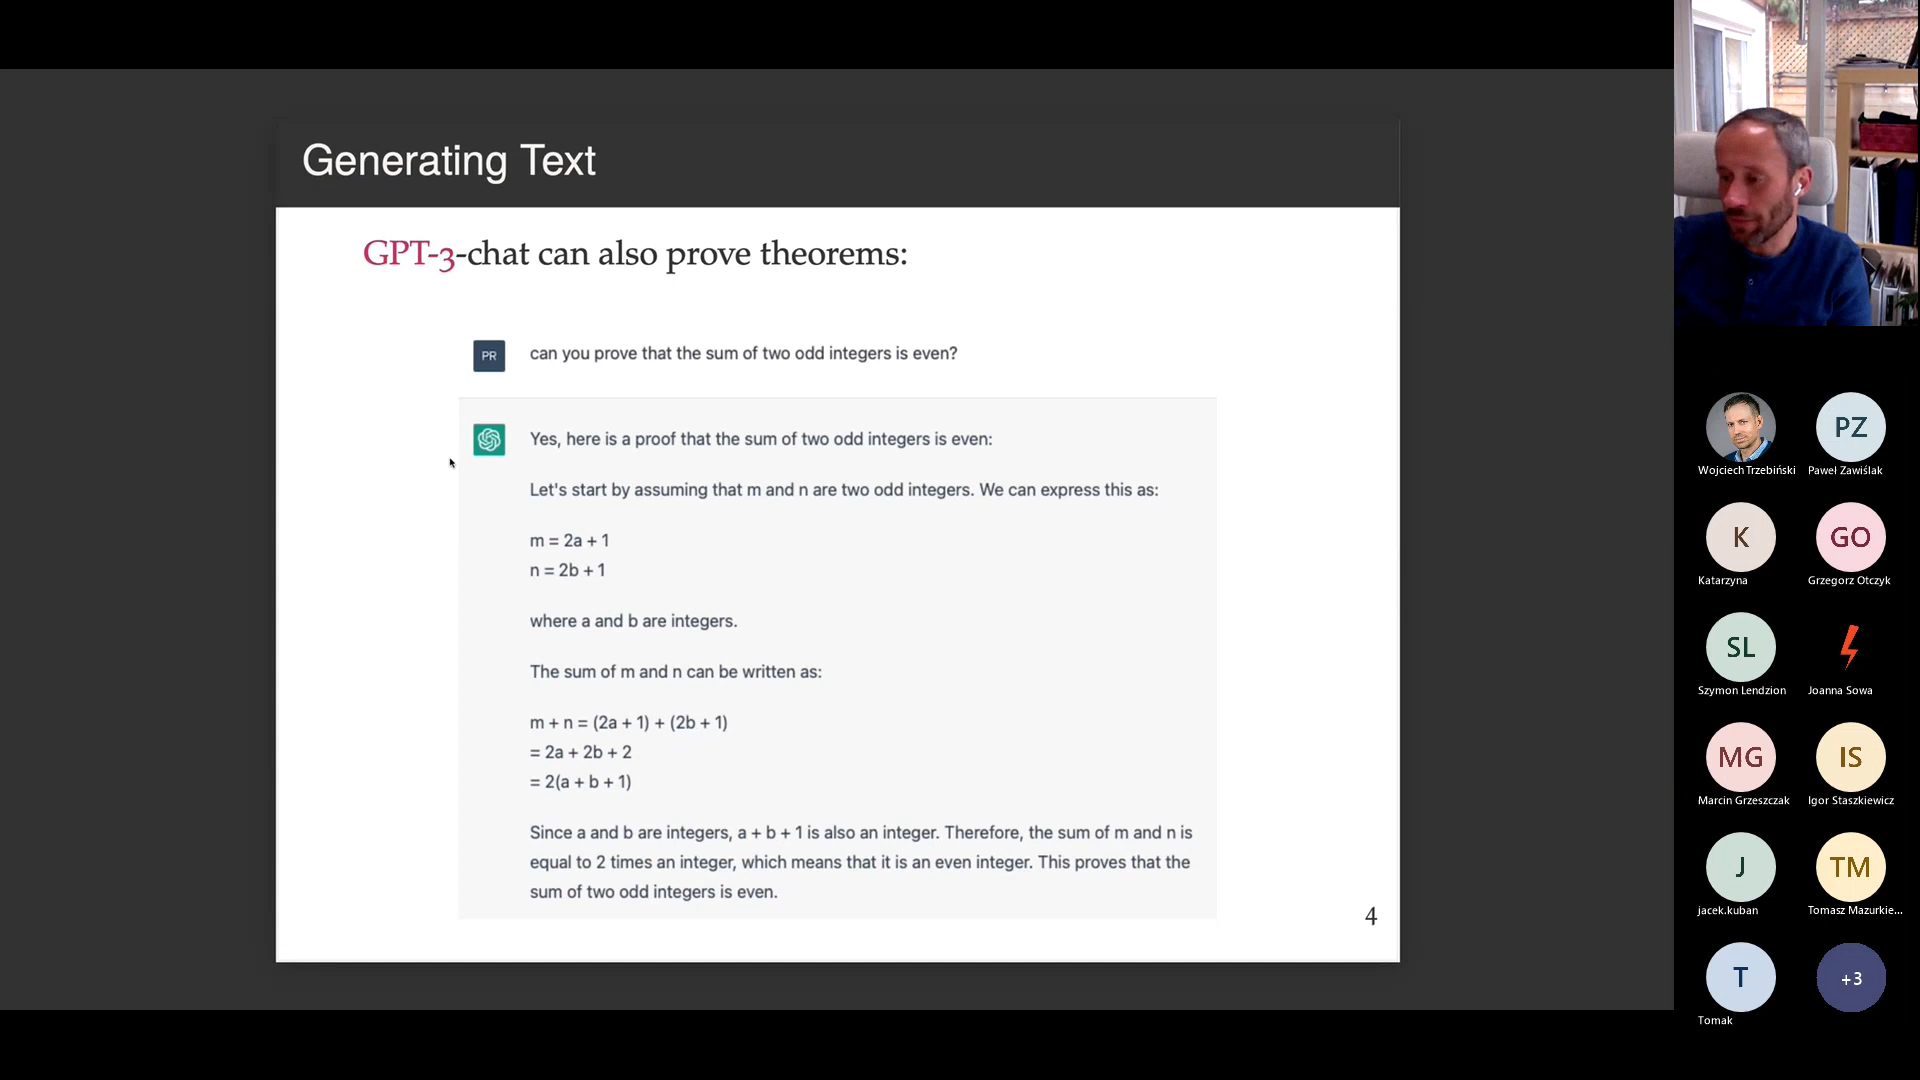 Generating Text
GPT-3-chat can also prove theorems:
PR
can you prove that the sum of two odd integers is even?
Yes, here is a proof that the sum of two odd integers is even:
Let's start by assuming that m and n are two odd integers. We can express this as:
m = 2a + 1
n = 2b + 1
where a and b are integers.
The sum of m and n can be written as:
m + n = (2a + 1) + (2b + 1)
= 2a + 2b + 2
= 2(a + b + 1)
Since a and b are integers, a + b + 1 is also an integer. Therefore, the sum of m and n is
equal to 2 times an integer, which means that it is an even integer. This proves that the
sum of two odd integers is even.
4
Wojciech Trzebiński
PZ
Paweł Zawiślak
K
Katarzyna
GO
Grzegorz Otczyk
SL
Szymon Lendzion
Joanna Sowa
MG
Marcin Grzeszczak
IS
Igor Staszkiewicz
J
jacek.kuban
TM
Tomasz Mazurkie...
T
Tomak
+3